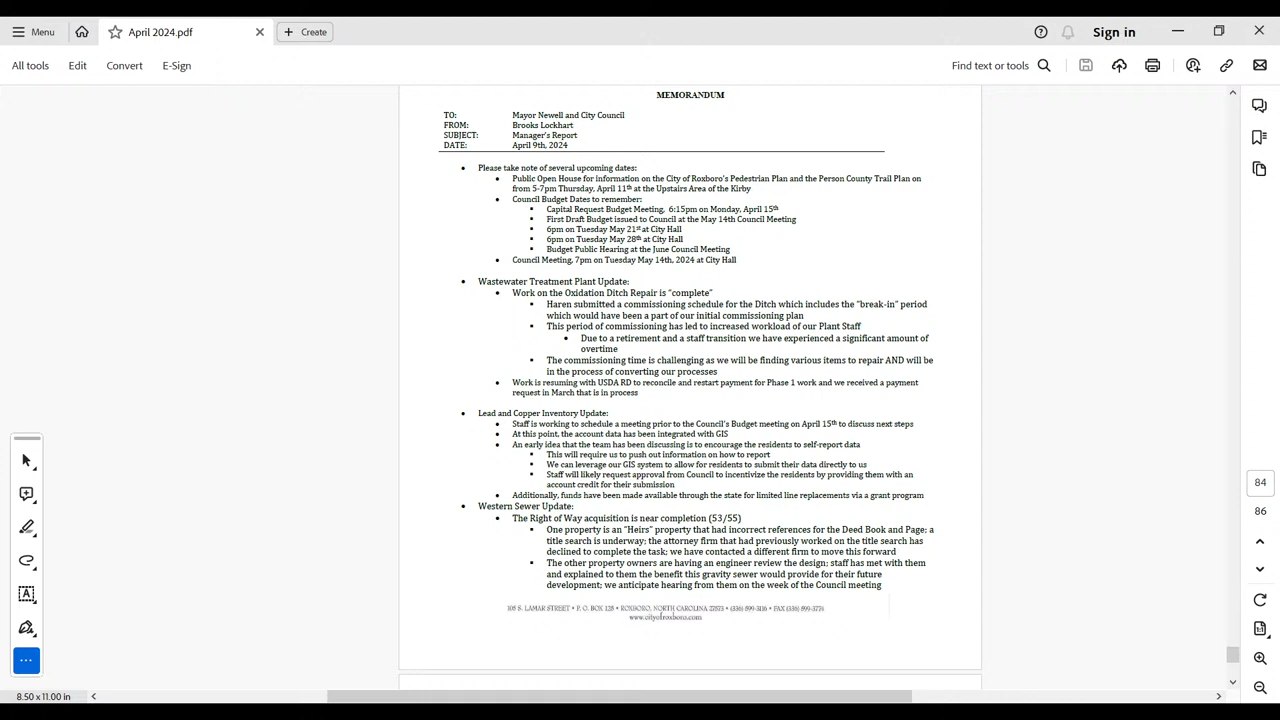 Menu
April 2024.pdf
Create
Sign in
All tools
Edit
Convert
E-Sign
Find text or tools
MEMORANDUM
TO: Mayor Newell and City Council
FROM: Brooks Lockhart
SUBJECT: Manager's Report
DATE: April 9th, 2024
• Please take note of several upcoming dates:
• Public Open House for information on the City of Roxboro's Pedestrian Plan and the Person County Trail Plan on
from 5-7pm Thursday, April 11th at the Upstairs Area of the Kirby
• Council Budget Dates to remember:
▪ Capital Request Budget Meeting, 6:15pm on Monday, April 15th
▪ First Draft Budget issued to Council at the May 14th Council Meeting
▪ 6pm on Tuesday May 21st at City Hall
▪ 6pm on Tuesday May 28th at City Hall
▪ Budget Public Hearing at the June Council Meeting
• Council Meeting, 7pm on Tuesday May 14th, 2024 at City Hall
• Wastewater Treatment Plant Update:
• Work on the Oxidation Ditch Repair is "complete"
▪ Haren submitted a commissioning schedule for the Ditch which includes the "break-in" period
which would have been a part of our initial commissioning plan
▪ This period of commissioning has led to increased workload of our Plant Staff
• Due to a retirement and a staff transition we have experienced a significant amount of
overtime
▪ The commissioning time is challenging as we will be finding various items to repair AND will be
in the process of converting our processes
• Work is resuming with USDA RD to reconcile and restart payment for Phase 1 work and we received a payment
request in March that is in process
• Lead and Copper Inventory Update:
• Staff is working to schedule a meeting prior to the Council's Budget meeting on April 15th to discuss next steps
• At this point, the account data has been integrated with GIS
• An early idea that the team has been discussing is to encourage the residents to self-report data
▪ This will require us to push out information on how to report
▪ We can leverage our GIS system to allow for residents to submit their data directly to us
▪ Staff will likely request approval from Council to incentivize the residents by providing them with an
account credit for their submission
• Additionally, funds have been made available through the state for limited line replacements via a grant program
• Western Sewer Update:
• The Right of Way acquisition is near completion (53/55)
▪ One property is an "Heirs" property that had incorrect references for the Deed Book and Page; a
title search is underway; the attorney firm that had previously worked on the title search has
declined to complete the task; we have contacted a different firm to move this forward
▪ The other property owners are having an engineer review the design; staff has met with them
and explained to them the benefit this gravity sewer would provide for their future
development; we anticipate hearing from them on the week of the Council meeting
105 S. LAMAR STREET • P. O. BOX 128 • ROXBORO, NORTH CAROLINA 27573 • (336) 599-3116 • FAX (336) 599-3774
www.cityofroxboro.com
84
86
8.50 x 11.00 in